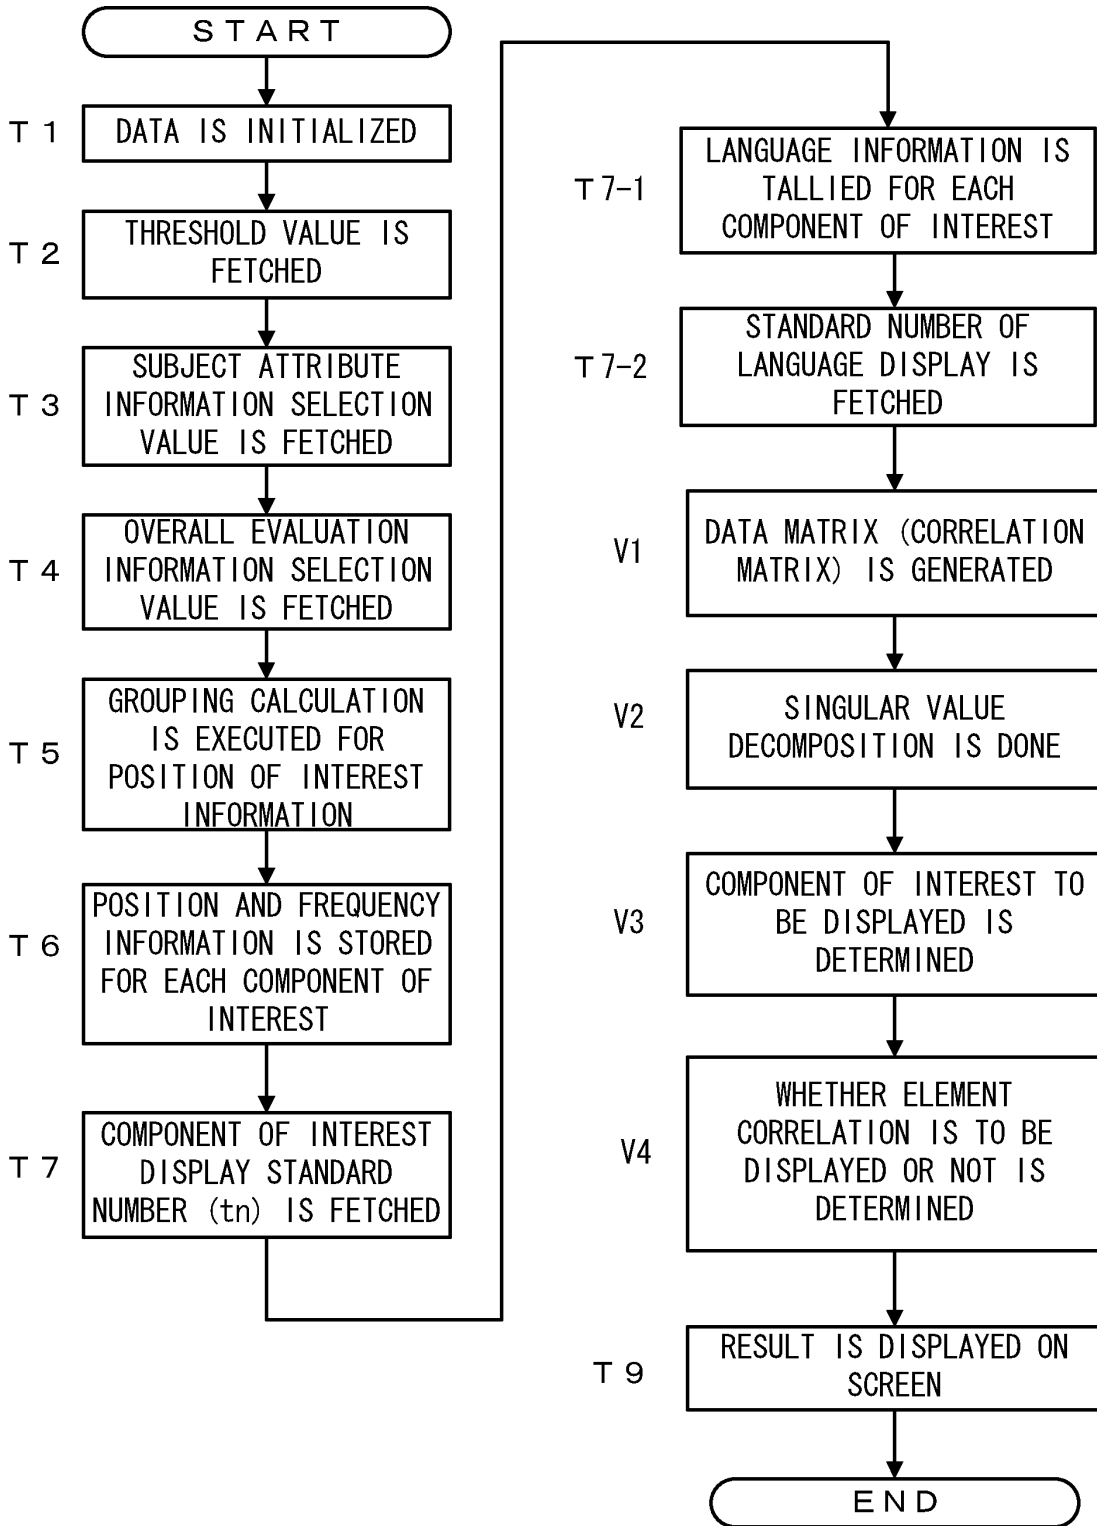 START
T 1
DATA IS INITIALIZED
T 2
THRESHOLD VALUE IS
FETCHED
T 3
SUBJECT ATTRIBUTE
INFORMATION SELECTION
VALUE IS FETCHED
T 4
OVERALL EVALUATION
INFORMATION SELECTION
VALUE IS FETCHED
T 5
GROUPING CALCULATION
IS EXECUTED FOR
POSITION OF INTEREST
INFORMATION
T 6
POSITION AND FREQUENCY
INFORMATION IS STORED
FOR EACH COMPONENT OF
INTEREST
T 7
COMPONENT OF INTEREST
DISPLAY STANDARD
NUMBER (tn) IS FETCHED
T 7-1
LANGUAGE INFORMATION IS
TALLIED FOR EACH
COMPONENT OF INTEREST
T 7-2
STANDARD NUMBER OF
LANGUAGE DISPLAY IS
FETCHED
V1
DATA MATRIX (CORRELATION
MATRIX) IS GENERATED
V2
SINGULAR VALUE
DECOMPOSITION IS DONE
V3
COMPONENT OF INTEREST TO
BE DISPLAYED IS
DETERMINED
V4
WHETHER ELEMENT
CORRELATION IS TO BE
DISPLAYED OR NOT IS
DETERMINED
T 9
RESULT IS DISPLAYED ON
SCREEN
END